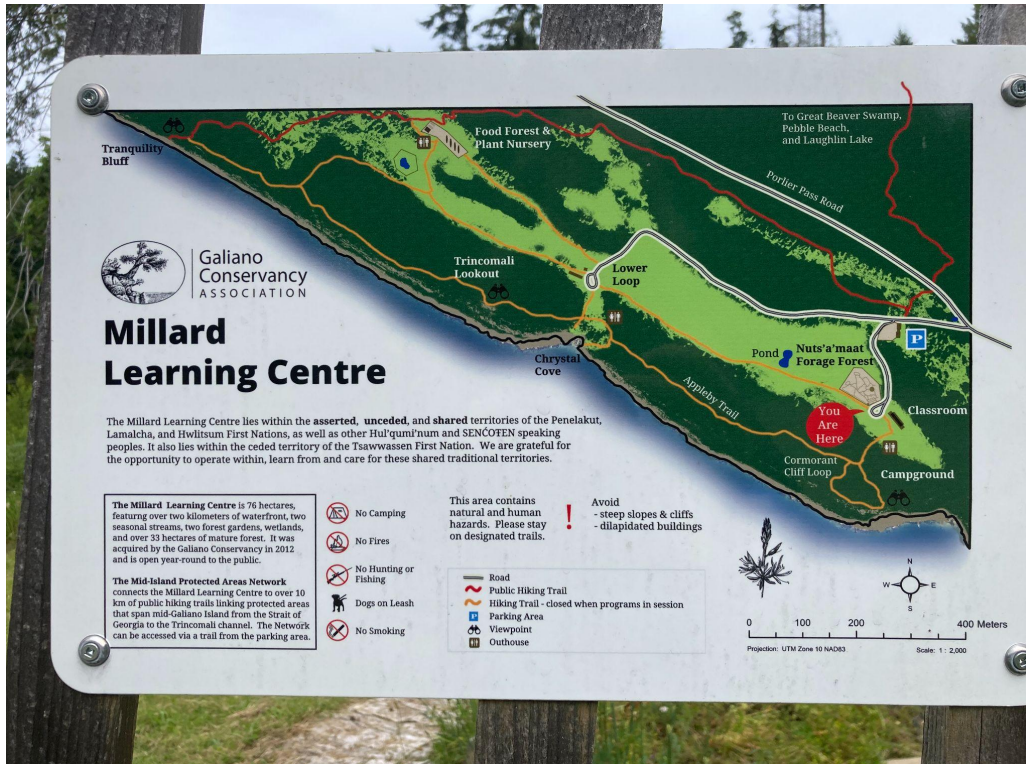 Tranquility
Bluff
Food Forest &
Plant Nursery
To Great Beaver Swamp,
Pebble Beach,
and Laughlin Lake
Porlier Pass Road
Galiano
Conservancy
ASSOCIATION
Trincomali
Lookout
Lower
Loop
Millard
Learning Centre
Chrystal
Cove
Pond
Nuts'a'maat
Forage Forest
P
Appleby Trail
You
Are
Here
Classroom
Cormorant
Cliff Loop
Campground
The Millard Learning Centre lies within the asserted, unceded, and shared territories of the Penelakut,
Lamalcha, and Hwlitsum First Nations, as well as other Hul'qumi'num and SENĆOŦEN speaking
peoples. It also lies within the ceded territory of the Tsawwassen First Nation. We are grateful for
the opportunity to operate within, learn from and care for these shared traditional territories.
The Millard Learning Centre is 76 hectares,
featurng over two kilometers of waterfront, two
seasonal streams, two forest gardens, wetlands,
and over 33 hectares of mature forest. It was
acquired by the Galiano Conservancy in 2012
and is open year-round to the public.
The Mid-Island Protected Areas Network
connects the Millard Learning Centre to over 10
km of public hiking trails linking protected areas
that span mid-Galiano Island from the Strait of
Georgia to the Trincomali channel. The Network
can be accessed via a trail from the parking area.
No Camping
No Fires
No Hunting or
Fishing
Dogs on Leash
No Smoking
This area contains
natural and human
hazards. Please stay
on designated trails.
!
Avoid
- steep slopes & cliffs
- dilapidated buildings
Road
Public Hiking Trail
Hiking Trail - closed when programs in session
P Parking Area
Viewpoint
Outhouse
N
W E
S
0 100 200 400 Meters
Projection: UTM Zone 10 NAD83
Scale: 1 : 2,000